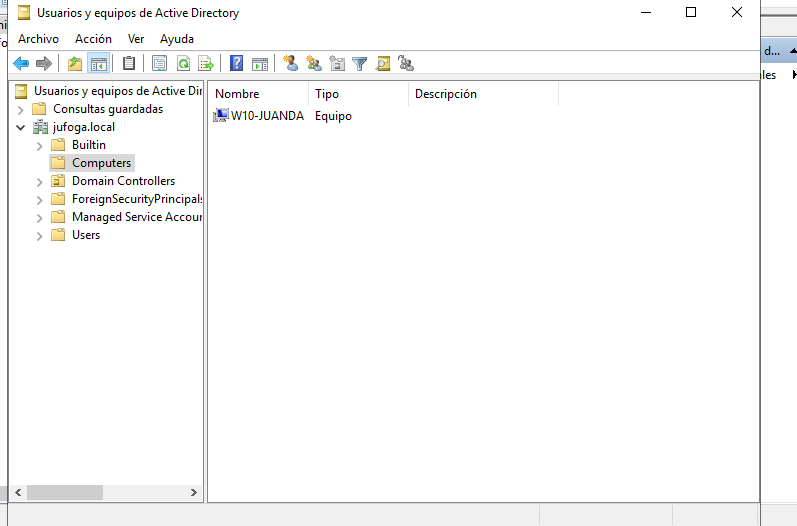 Usuarios y equipos de Active Directory
Archivo Acción Ver Ayuda
Usuarios y equipos de Active Dir
Consultas guardadas
jufoga.local
Builtin
Computers
Domain Controllers
ForeignSecurityPrincipals
Managed Service Accour
Users
Nombre Tipo Descripción
W10-JUANDA Equipo
d...
les